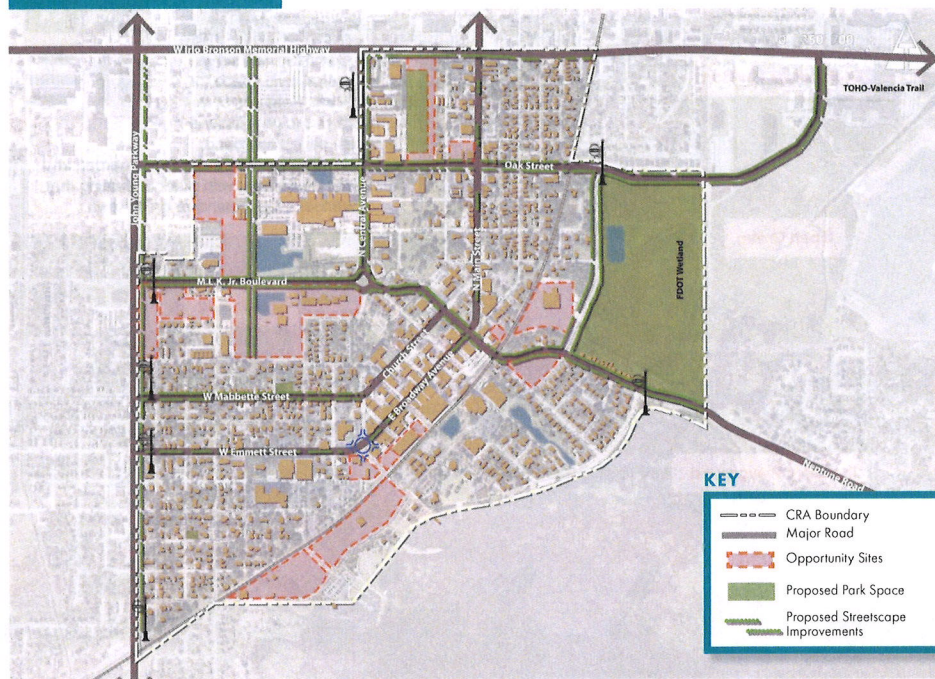 W Irlo Bronson Memorial Highway
TOHO-Valencia Trail
John Young Parkway
Oak Street
N Central Avenue
N Main Street
FDOT Wetland
M.L.K. Jr. Boulevard
Church Street
E Broadway Avenue
W Mabbette Street
W Emmett Street
Neptune Road
KEY
CRA Boundary
Major Road
Opportunity Sites
Proposed Park Space
Proposed Streetscape
Improvements